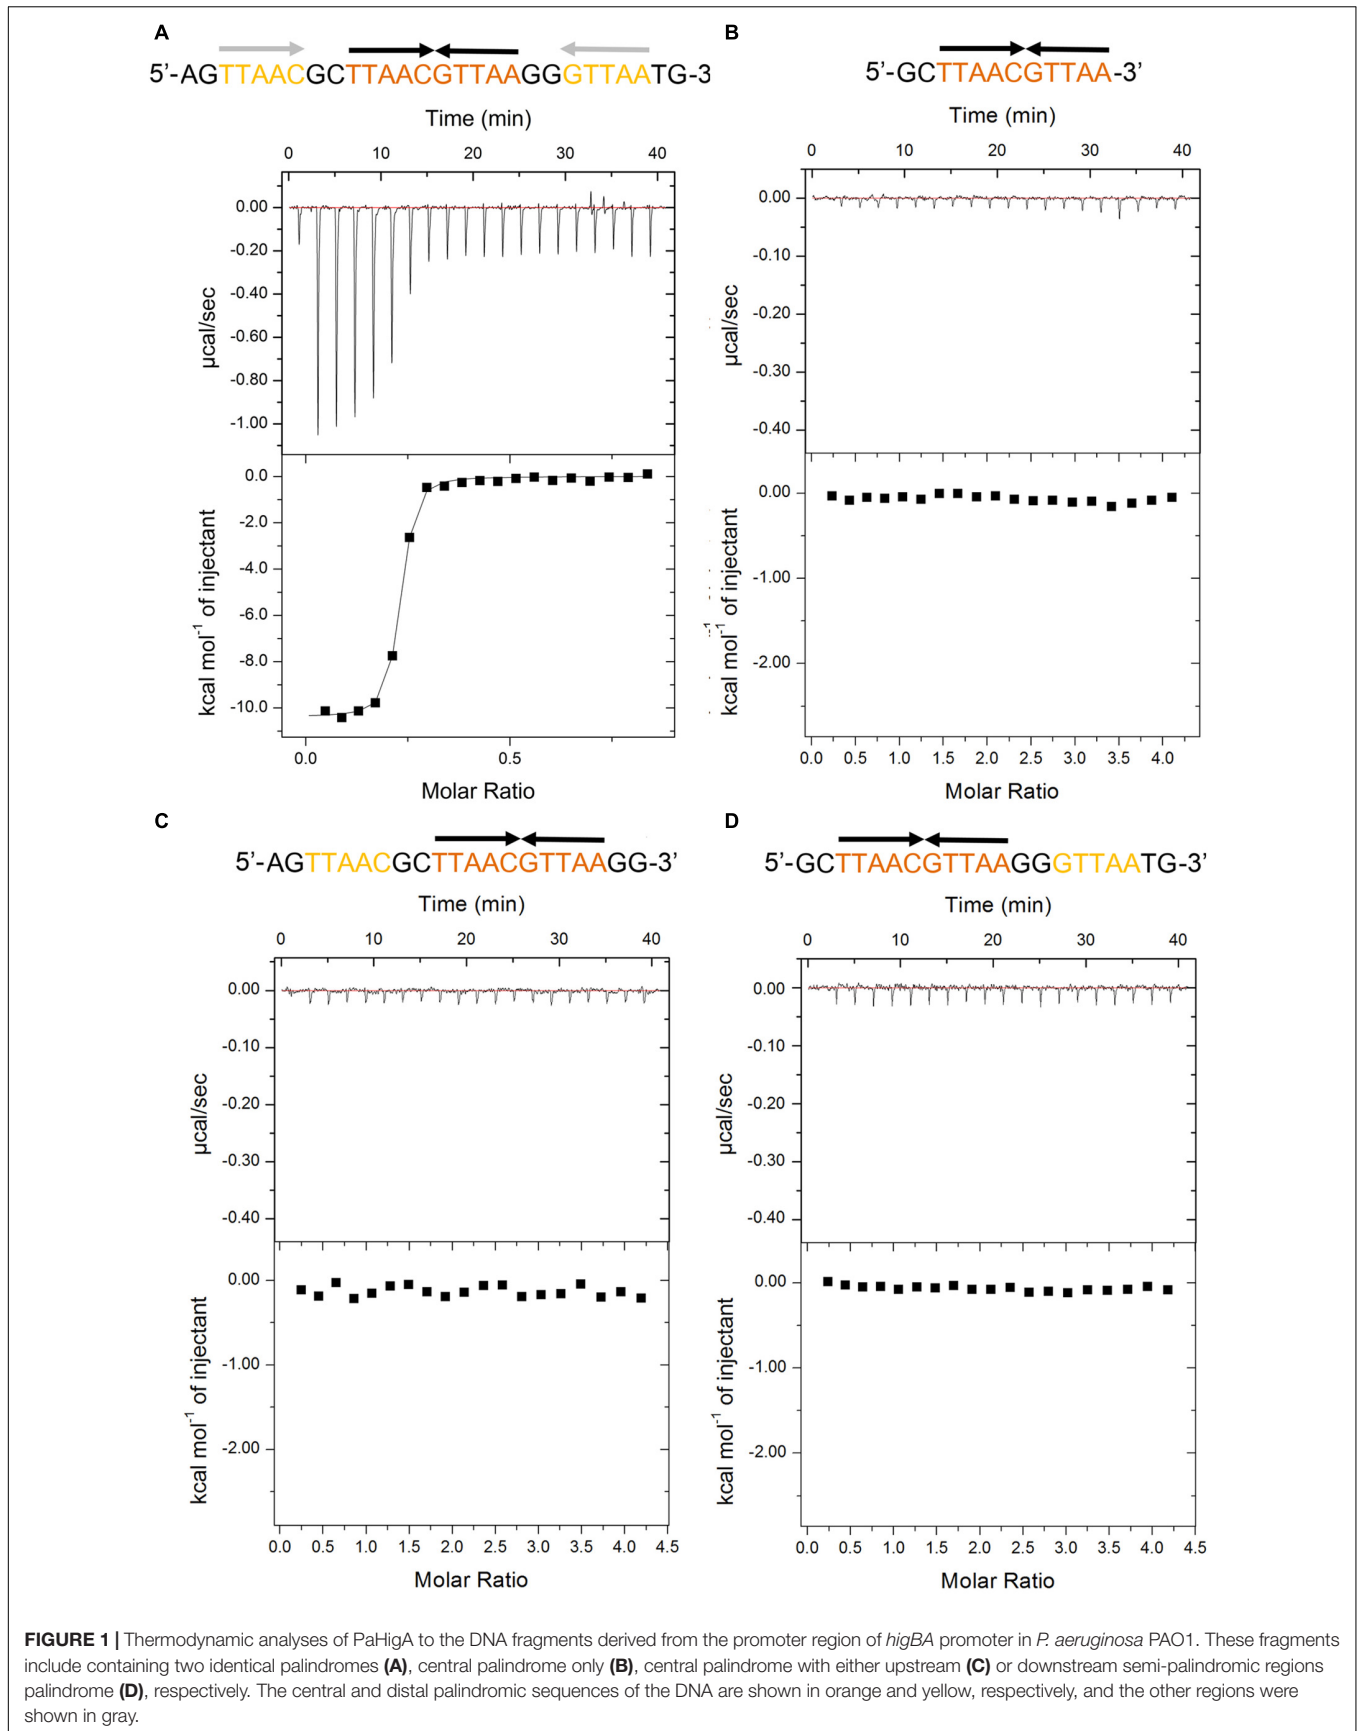 A
5’-AGTTAACGCTTAACGTTAAGGGTTAATG-3
Time (min)
0 10 20 30 40
0.00
-0.20
-0.40
-0.60
-0.80
-1.00
µcal/sec
0.0
-2.0
-4.0
-6.0
-8.0
-10.0
kcal mol-1 of injectant
0.0 0.5
Molar Ratio
B
5’-GCTTAACGTTAA-3’
Time (min)
0 10 20 30 40
0.00
-0.10
-0.20
-0.30
-0.40
µcal/sec
0.00
-1.00
-2.00
kcal mol-1 of injectant
0.0 0.5 1.0 1.5 2.0 2.5 3.0 3.5 4.0
Molar Ratio
C
5’-AGTTAACGCTTAACGTTAAGG-3’
Time (min)
0 10 20 30 40
0.00
-0.10
-0.20
-0.30
-0.40
µcal/sec
0.00
-1.00
-2.00
kcal mol-1 of injectant
0.0 0.5 1.0 1.5 2.0 2.5 3.0 3.5 4.0 4.5
Molar Ratio
D
5’-GCTTAACGTTAAGGGTTAATG-3’
Time (min)
0 10 20 30 40
0.00
-0.10
-0.20
-0.30
-0.40
µcal/sec
0.00
-1.00
-2.00
kcal mol-1 of injectant
0.0 0.5 1.0 1.5 2.0 2.5 3.0 3.5 4.0 4.5
Molar Ratio
FIGURE 1 | Thermodynamic analyses of PaHigA to the DNA fragments derived from the promoter region of higBA promoter in P. aeruginosa PAO1. These fragments
include containing two identical palindromes (A), central palindrome only (B), central palindrome with either upstream (C) or downstream semi-palindromic regions
palindrome (D), respectively. The central and distal palindromic sequences of the DNA are shown in orange and yellow, respectively, and the other regions were
shown in gray.